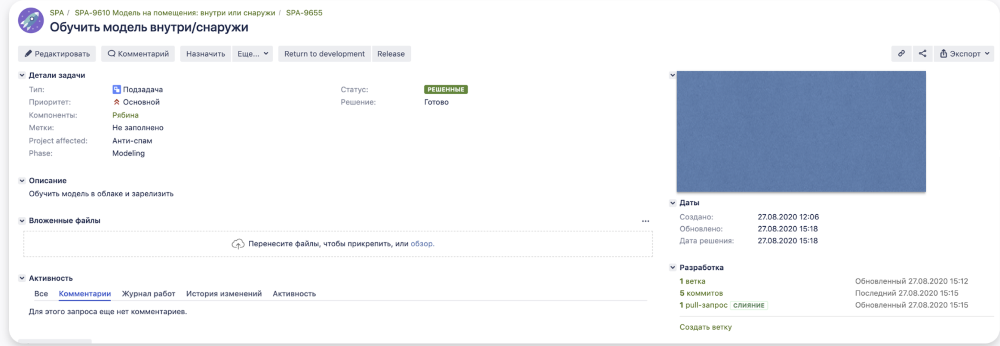 SPA / SPA-9610 Модель на помещения: внутри или снаружи / SPA-9655
Обучить модель внутри/снаружи
Редактировать Комментарий Назначить Еще... Return to development Release Экспорт
Детали задачи
Тип: Подзадача Статус: РЕШЕННЫЕ
Приоритет: Основной Решение: Готово
Компоненты: Рябина
Метки: Не заполнено
Project affected: Анти-спам
Phase: Modeling
Описание
Обучить модель в облаке и зарелизить
Вложенные файлы
Перенесите файлы, чтобы прикрепить, или обзор.
Активность
Все Комментарии Журнал работ История изменений Активность
Для этого запроса еще нет комментариев.
Даты
Создано: 27.08.2020 12:06
Обновлено: 27.08.2020 15:18
Дата решения: 27.08.2020 15:18
Разработка
1 ветка Обновленный 27.08.2020 15:12
5 коммитов Последний 27.08.2020 15:15
1 pull-запрос СЛИЯНИЕ Обновленный 27.08.2020 15:15
Создать ветку